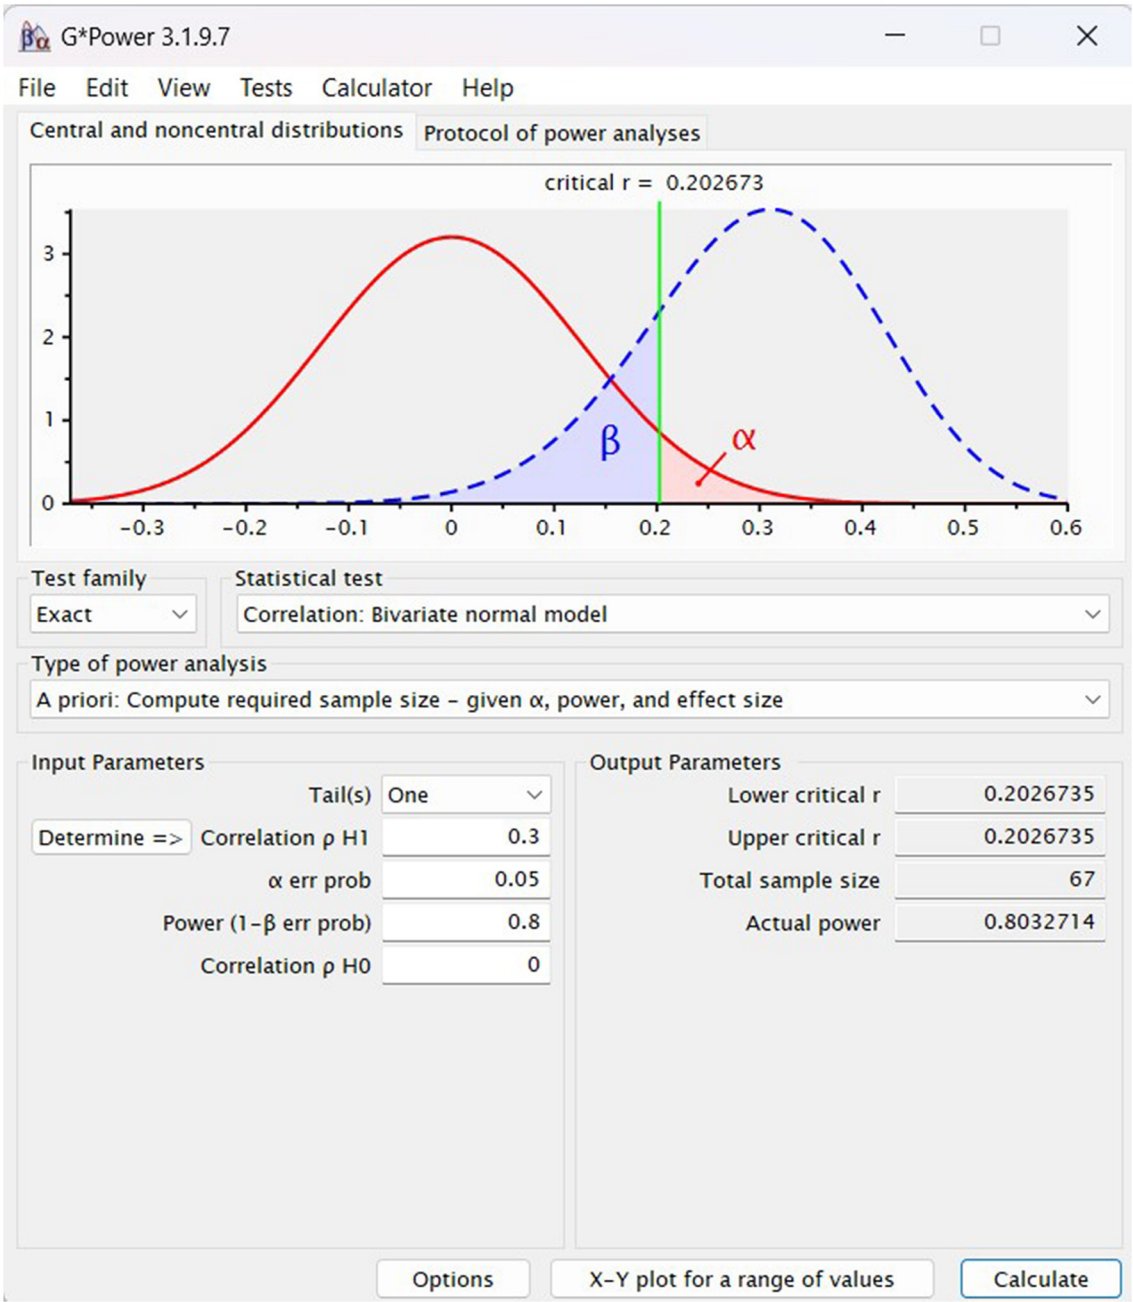 βα G*Power 3.1.9.7
File Edit View Tests Calculator Help
Central and noncentral distributions Protocol of power analyses
critical r = 0.202673
3
2
1
0
β
α
-0.3 -0.2 -0.1 0 0.1 0.2 0.3 0.4 0.5 0.6
Test family Statistical test
Exact Correlation: Bivariate normal model
Type of power analysis
A priori: Compute required sample size – given α, power, and effect size
Input Parameters Output Parameters
Tail(s) One Lower critical r 0.2026735
Determine => Correlation ρ H1 0.3 Upper critical r 0.2026735
α err prob 0.05 Total sample size 67
Power (1-β err prob) 0.8 Actual power 0.8032714
Correlation ρ H0 0
Options X-Y plot for a range of values Calculate